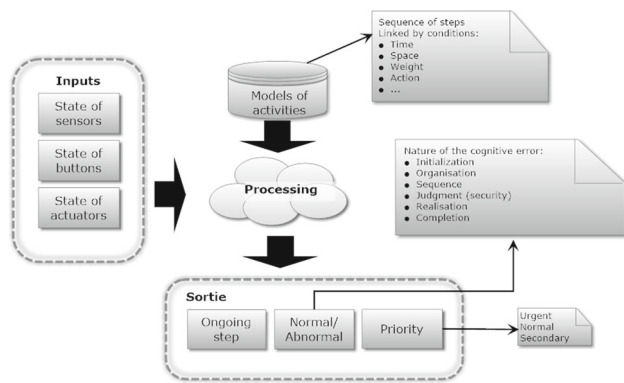 Sequence of steps
Linked by conditions:
● Time
● Space
● Weight
● Action
● ...
Inputs
State of
sensors
State of
buttons
State of
actuators
Models of
activities
Processing
Nature of the cognitive error:
● Initialization
● Organisation
● Sequence
● Judgment (security)
● Realisation
● Completion
Sortie
Ongoing
step
Normal/
Abnormal
Priority
Urgent
Normal
Secondary